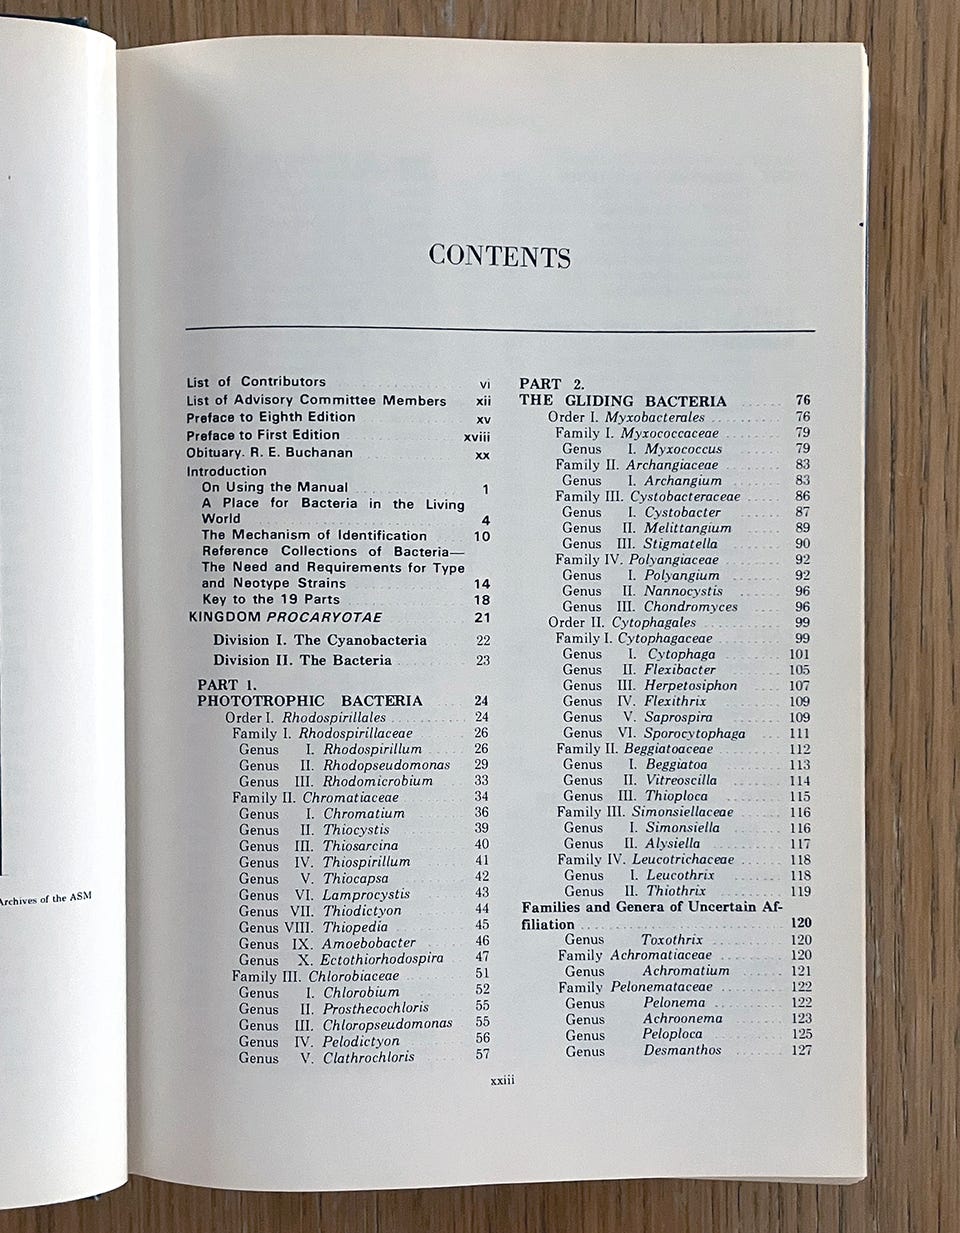 Archives of the ASM
CONTENTS
List of Contributors vi
List of Advisory Committee Members xii
Preface to Eighth Edition xv
Preface to First Edition xviii
Obituary. R. E. Buchanan xx
Introduction
On Using the Manual 1
A Place for Bacteria in the Living
World 4
The Mechanism of Identification 10
Reference Collections of Bacteria—
The Need and Requirements for Type
and Neotype Strains 14
Key to the 19 Parts 18
KINGDOM PROCARYOTAE 21
Division I. The Cyanobacteria 22
Division II. The Bacteria 23
PART 1.
PHOTOTROPHIC BACTERIA 24
Order I. Rhodospirillales 24
Family I. Rhodospirillaceae 26
Genus I. Rhodospirillum 26
Genus II. Rhodopseudomonas 29
Genus III. Rhodomicrobium 33
Family II. Chromatiaceae 34
Genus I. Chromatium 36
Genus II. Thiocystis 39
Genus III. Thiosarcina 40
Genus IV. Thiospirillum 41
Genus V. Thiocapsa 42
Genus VI. Lamprocystis 43
Genus VII. Thiodictyon 44
Genus VIII. Thiopedia 45
Genus IX. Amoebobacter 46
Genus X. Ectothiorhodospira 47
Family III. Chlorobiaceae 51
Genus I. Chlorobium 52
Genus II. Prosthecochloris 55
Genus III. Chloropseudomonas 55
Genus IV. Pelodictyon 56
Genus V. Clathrochloris 57
PART 2.
THE GLIDING BACTERIA 76
Order I. Myxobacterales 76
Family I. Myxococcaceae 79
Genus I. Myxococcus 79
Family II. Archangiaceae 83
Genus I. Archangium 83
Family III. Cystobacteraceae 86
Genus I. Cystobacter 87
Genus II. Melittangium 89
Genus III. Stigmatella 90
Family IV. Polyangiaceae 92
Genus I. Polyangium 92
Genus II. Nannocystis 96
Genus III. Chondromyces 96
Order II. Cytophagales 99
Family I. Cytophagaceae 99
Genus I. Cytophaga 101
Genus II. Flexibacter 105
Genus III. Herpetosiphon 107
Genus IV. Flexithrix 109
Genus V. Saprospira 109
Genus VI. Sporocytophaga 111
Family II. Beggiatoaceae 112
Genus I. Beggiatoa 113
Genus II. Vitreoscilla 114
Genus III. Thioploca 115
Family III. Simonsiellaceae 116
Genus I. Simonsiella 116
Genus II. Alysiella 117
Family IV. Leucotrichaceae 118
Genus I. Leucothrix 118
Genus II. Thiothrix 119
Families and Genera of Uncertain Af-
filiation 120
Genus Toxothrix 120
Family Achromatiaceae 120
Genus Achromatium 121
Family Pelonemataceae 122
Genus Pelonema 122
Genus Achroonema 123
Genus Peloploca 125
Genus Desmanthos 127
xxiii